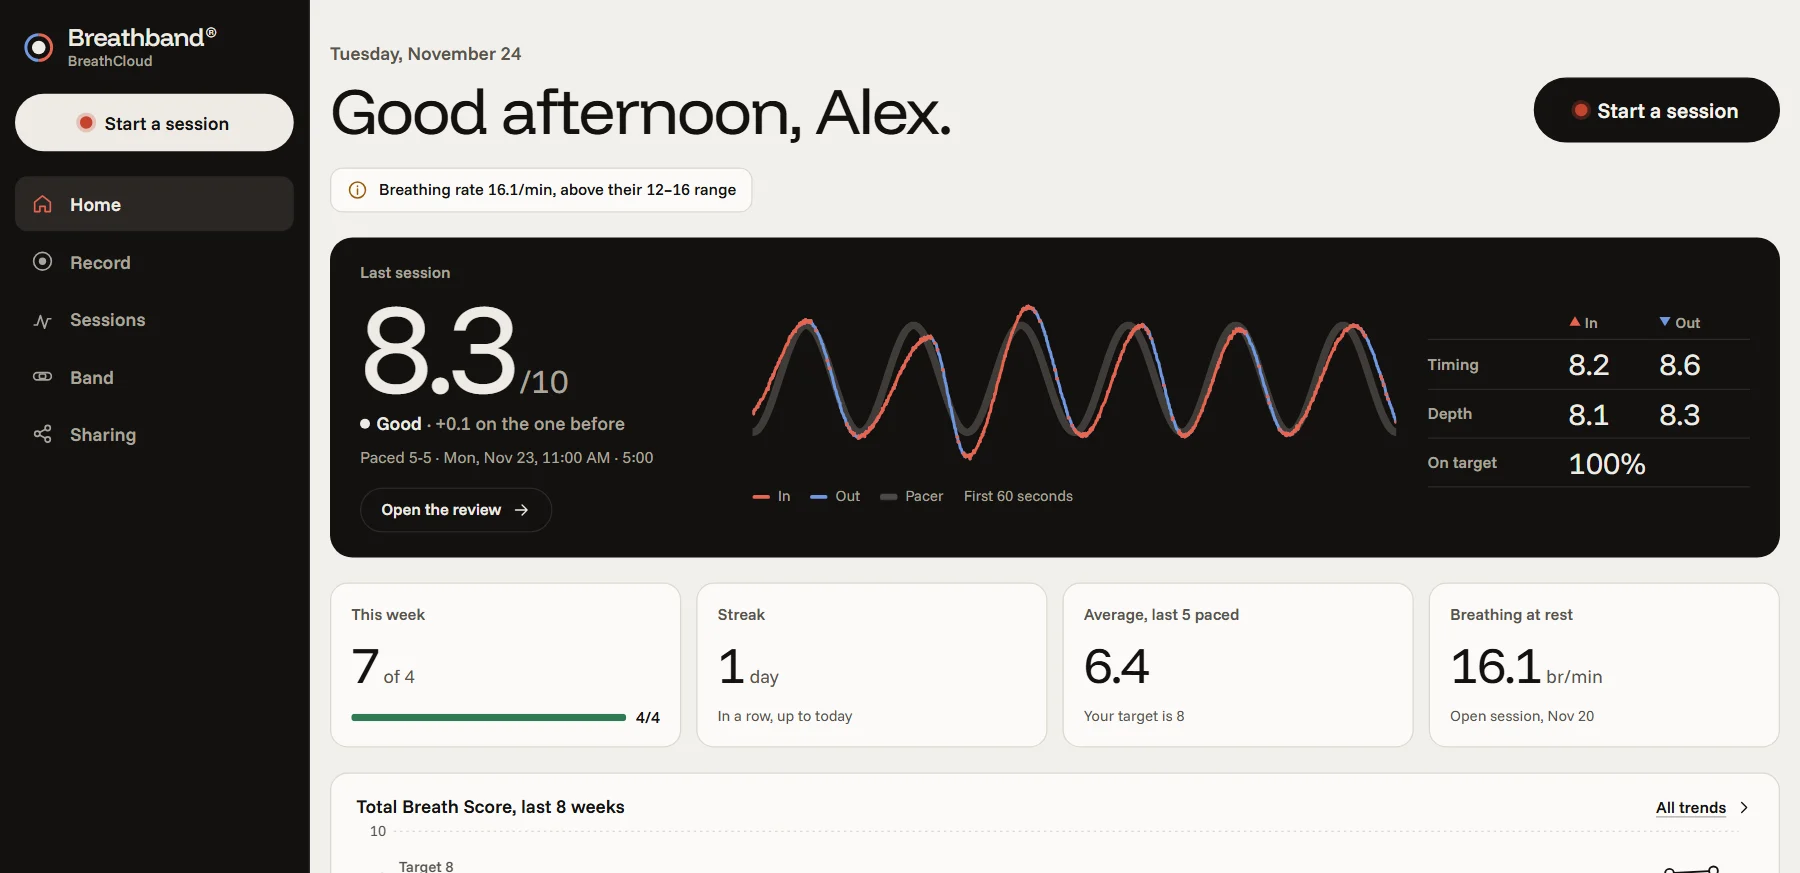 Breathband®
BreathCloud
Start a session
Home
Record
Sessions
Band
Sharing
Tuesday, November 24
Good afternoon, Alex.
Start a session
Breathing rate 16.1/min, above their 12–16 range
Last session
8.3/10
Good · +0.1 on the one before
Paced 5-5 · Mon, Nov 23, 11:00 AM · 5:00
Open the review →
In Out Pacer First 60 seconds
▲ In ▼ Out
Timing 8.2 8.6
Depth 8.1 8.3
On target 100%
This week
7 of 4
4/4
Streak
1 day
In a row, up to today
Average, last 5 paced
6.4
Your target is 8
Breathing at rest
16.1 br/min
Open session, Nov 20
Total Breath Score, last 8 weeks
All trends
10
Target 8